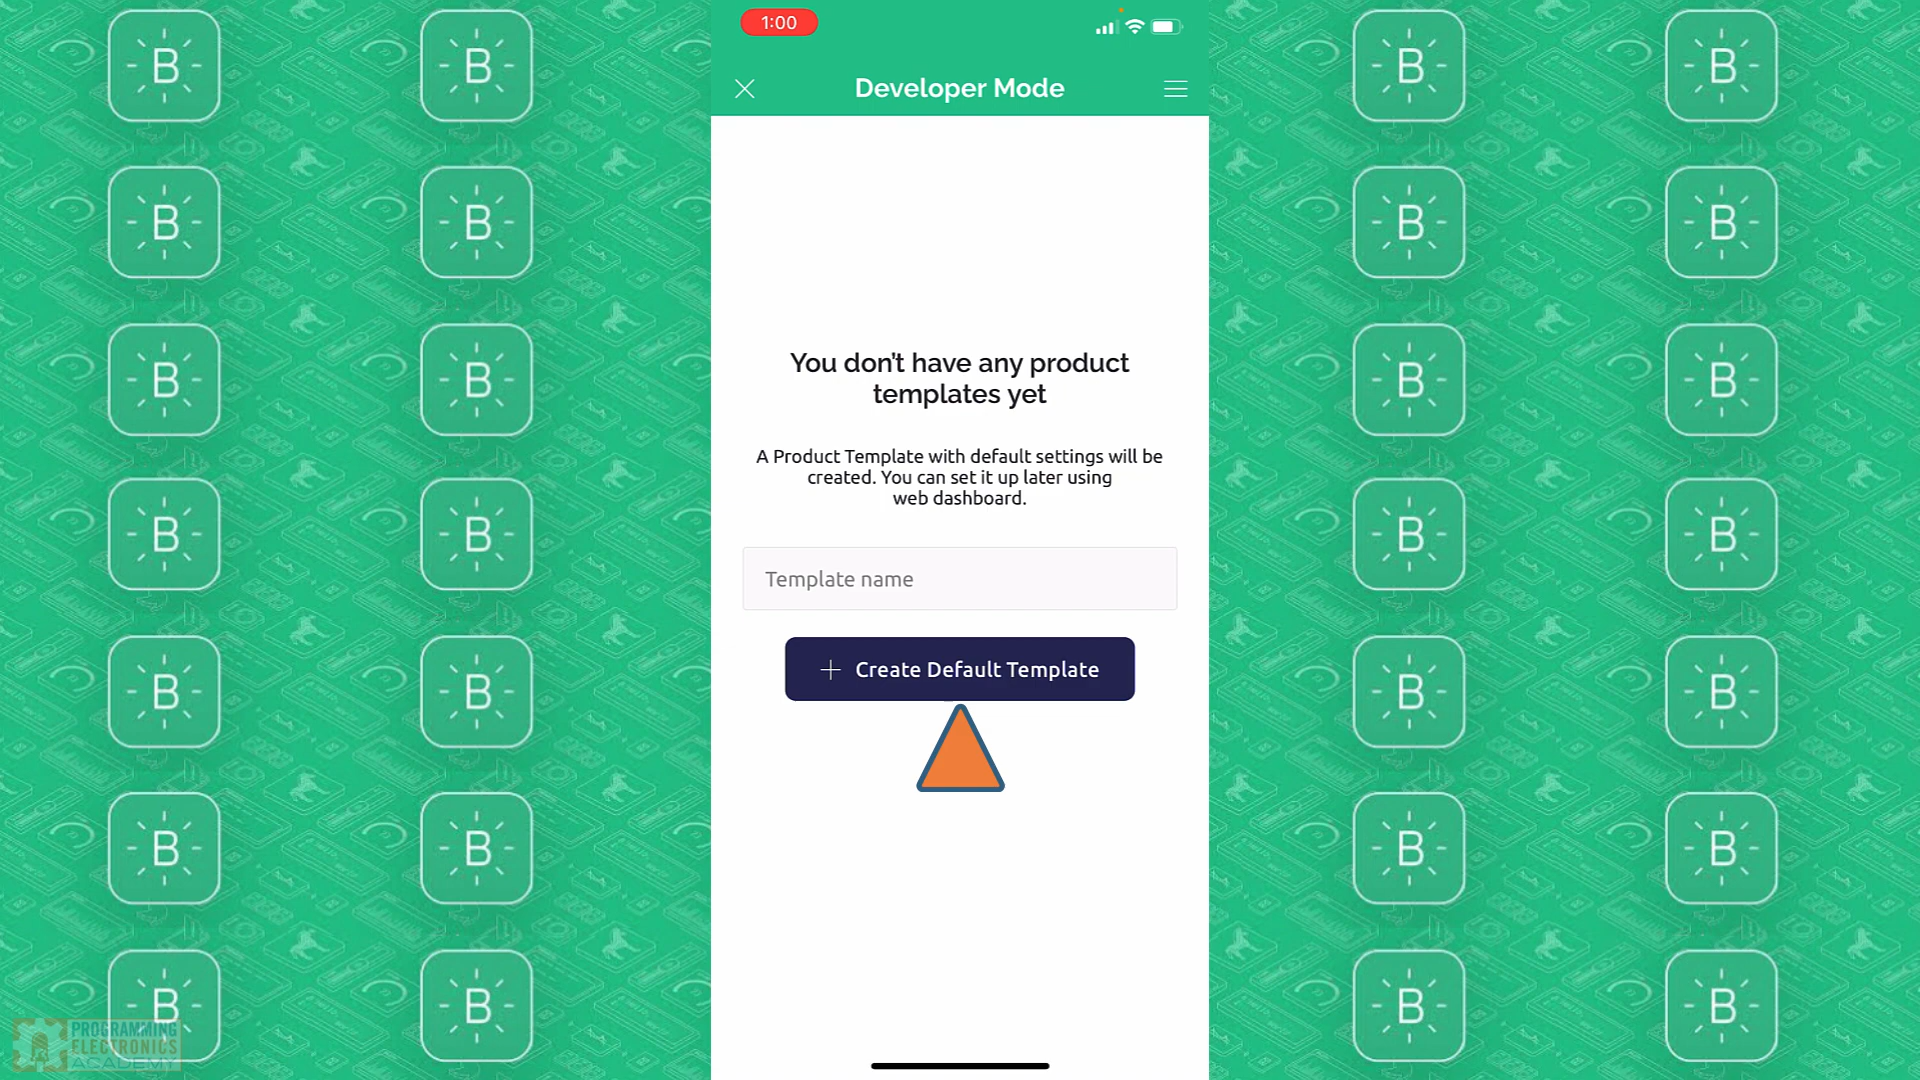 1:00
Developer Mode
You don't have any product
templates yet
A Product Template with default settings will be
created. You can set it up later using
web dashboard.
Template name
Create Default Template
B B B B
B B B B
B B B B
B B B B
B B B B
B B B B
B B B B
PROGRAMMING
ELECTRONICS
ACADEMY